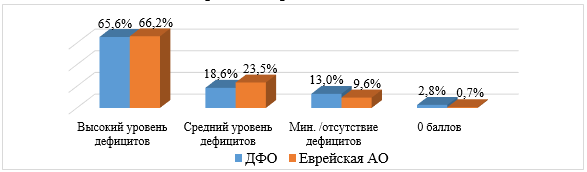 65,6% 66,2%
18,6% 23,5%
13,0% 9,6%
2,8% 0,7%
Высокий уровень дефицитов
Средний уровень дефицитов
Мин. /отсутствие дефицитов
0 баллов
ДФО Еврейская АО